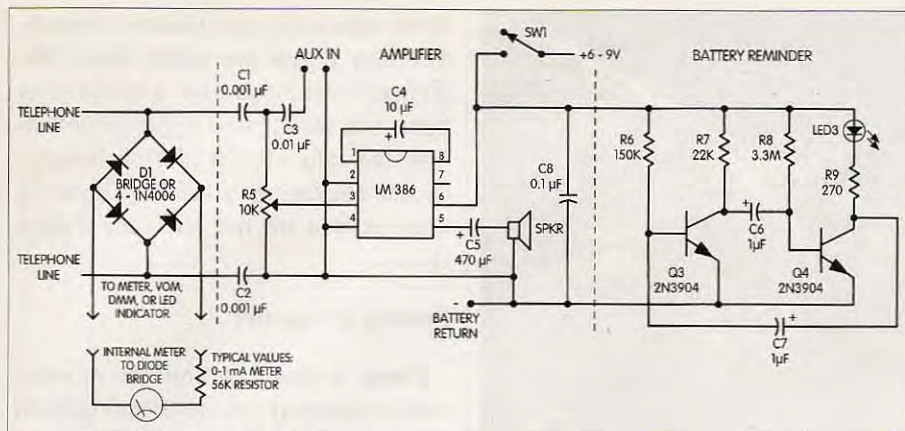 AUX IN
AMPLIFIER
SW1
+6 - 9V
BATTERY REMINDER
C1
0.001 µF
C3
0.01 µF
C4
10 µF
+
TELEPHONE
LINE
D1
BRIDGE OR
4 - 1N4006
R5
10K
1
2
3
4
LM 386
8
7
6
5
C8
0.1 µF
R6
150K
R7
22K
R8
3.3M
LED3
R9
270
+
C6
1µF
Q3
2N3904
Q4
2N3904
+
C5
470 µF
SPKR
TELEPHONE
LINE
C2
0.001 µF
TO METER, VOM,
DMM, OR LED
INDICATOR
-
BATTERY
RETURN
+
C7
1µF
INTERNAL METER
TO DIODE
BRIDGE
TYPICAL VALUES:
0-1 mA METER
56K RESISTOR